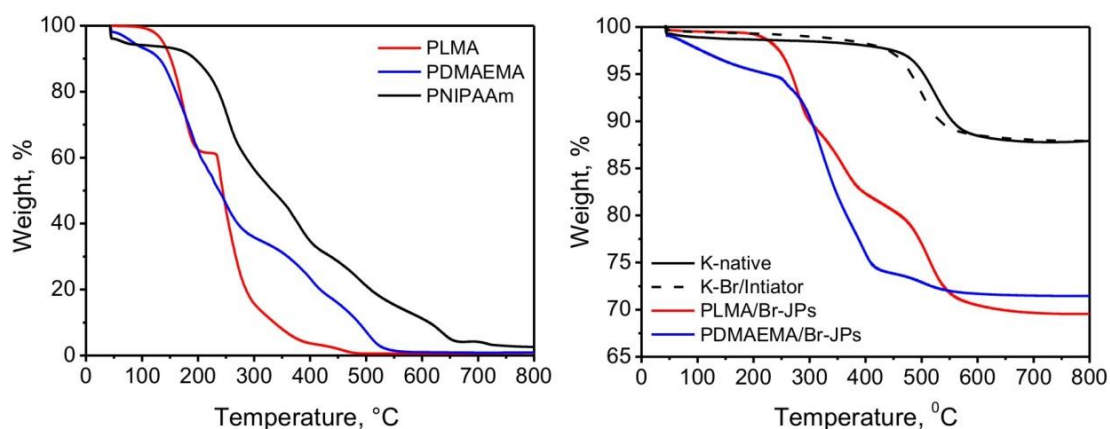 100
80
60
40
20
0
Weight, %
PLMA
PDMAEMA
PNIPAAm
0 100 200 300 400 500 600 700 800
Temperature, °C
100
95
90
85
80
75
70
65
Weight, %
K-native
K-Br/Intiator
PLMA/Br-JPs
PDMAEMA/Br-JPs
0 100 200 300 400 500 600 700 800
Temperature, ⁰C